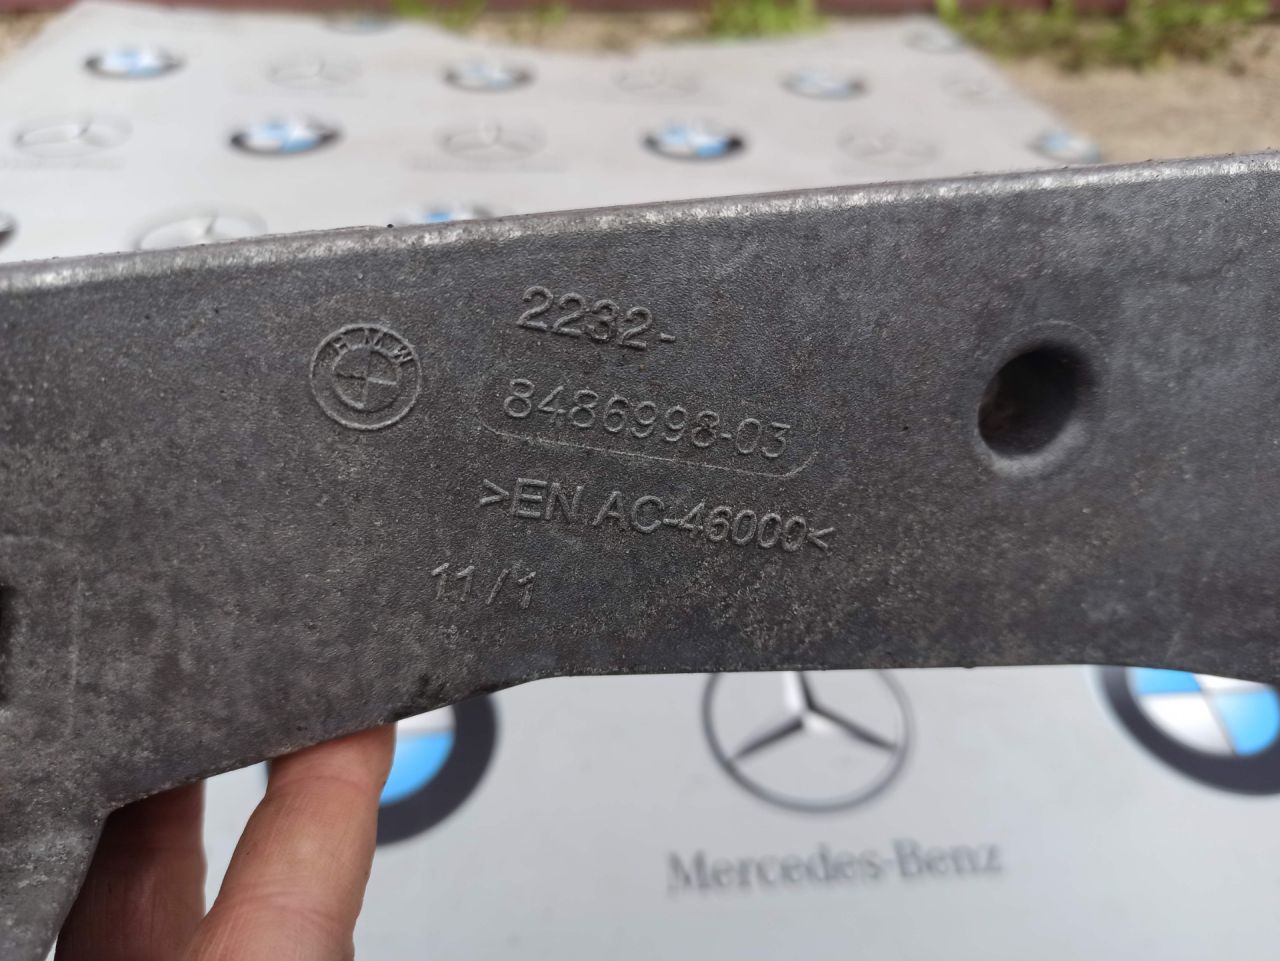 BMW
2232-
8486998-03
>EN AC-46000<
11/1
Mercedes-Benz